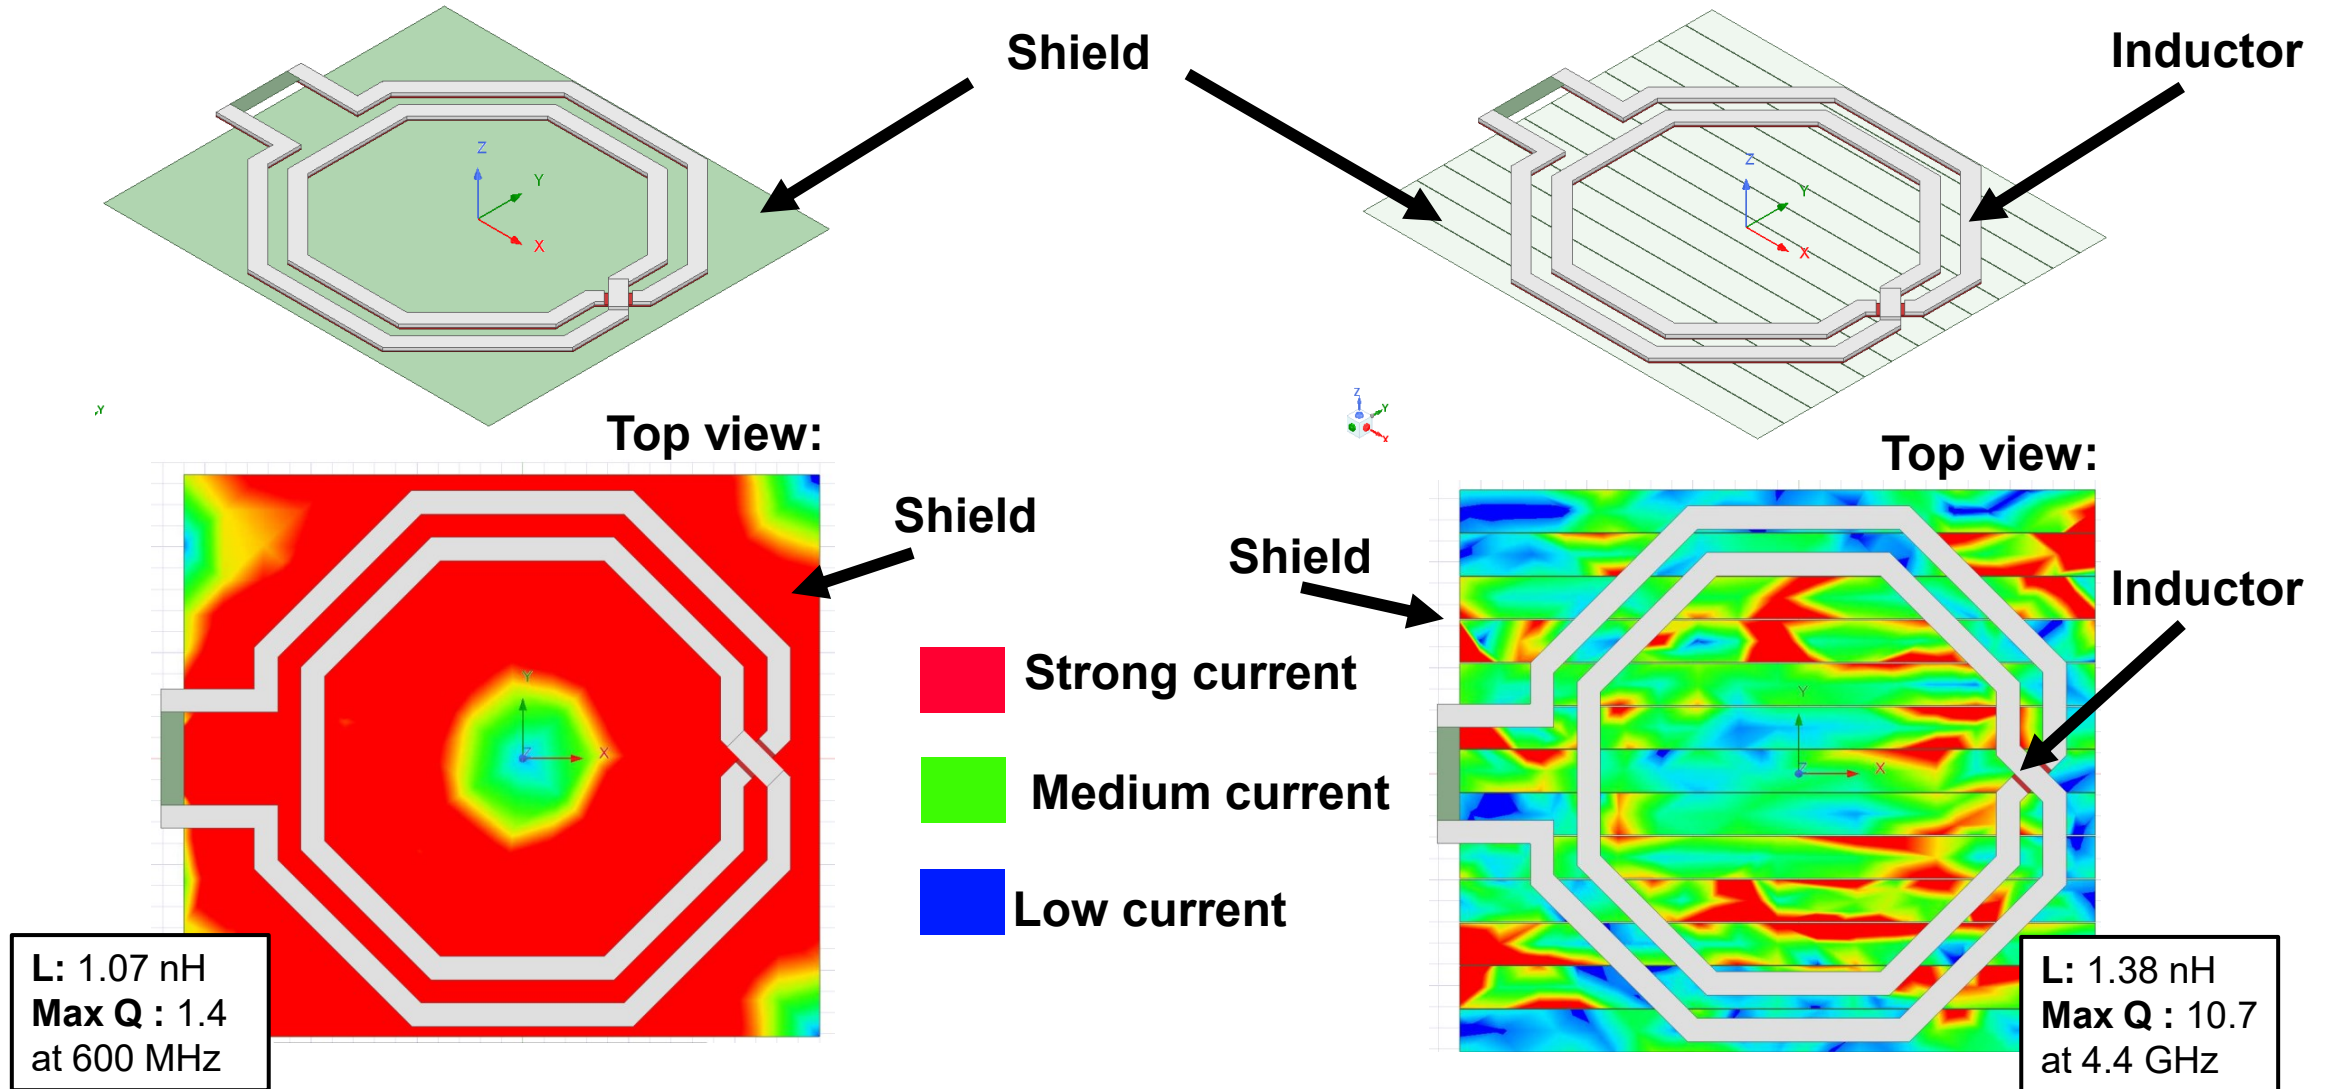 Shield
Inductor
Z
Y
X
Z
Y
X
Y
Z
Y
X
Top view:
Top view:
Shield
Shield
Inductor
Strong current
Medium current
Low current
Y
Z
X
Y
Z
X
L: 1.07 nH
Max Q : 1.4
at 600 MHz
L: 1.38 nH
Max Q : 10.7
at 4.4 GHz